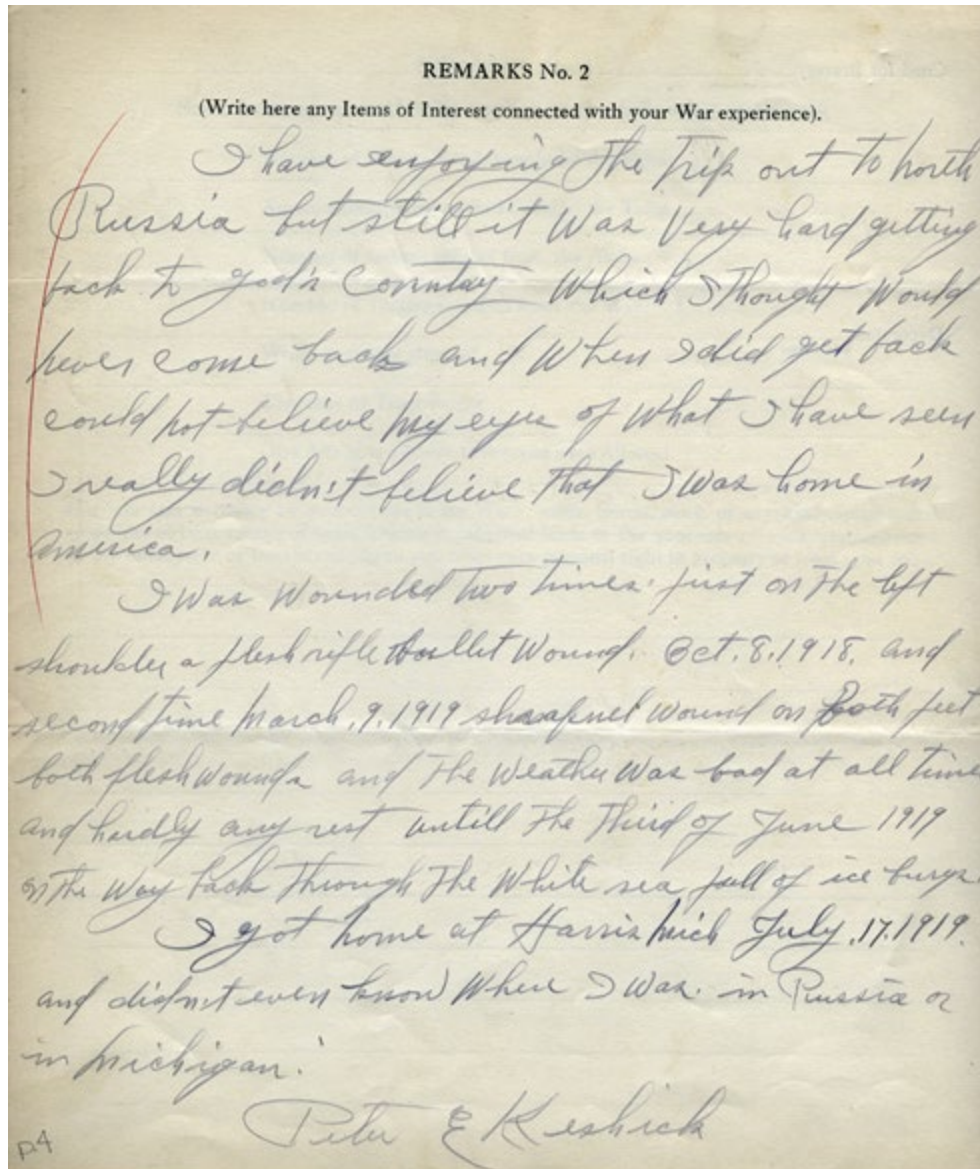 REMARKS No. 2
(Write here any Items of Interest connected with your War experience).
I have enjoying the trip out to north
Russia but still it was Very hard getting
back to god's Country Which I thought Would
never come back and when I did get back
could not believe my eyes of what I have seen
I really didn't believe that I was home in
America.
I was wounded two times. first on the left
shoulder a flesh rifle bullet wound. Oct. 8. 1918. and
second time March. 9. 1919 shrapnel wound on both feet
both flesh wounds and the weather was bad at all time
and hardly any rest untill the third of June 1919
on the way back through the White sea full of ice burgs.
I got home at Harris Mich July. 17. 1919.
and didn't even know where I was. in Russia or
in Michigan.
Peter E Keshick
p.4